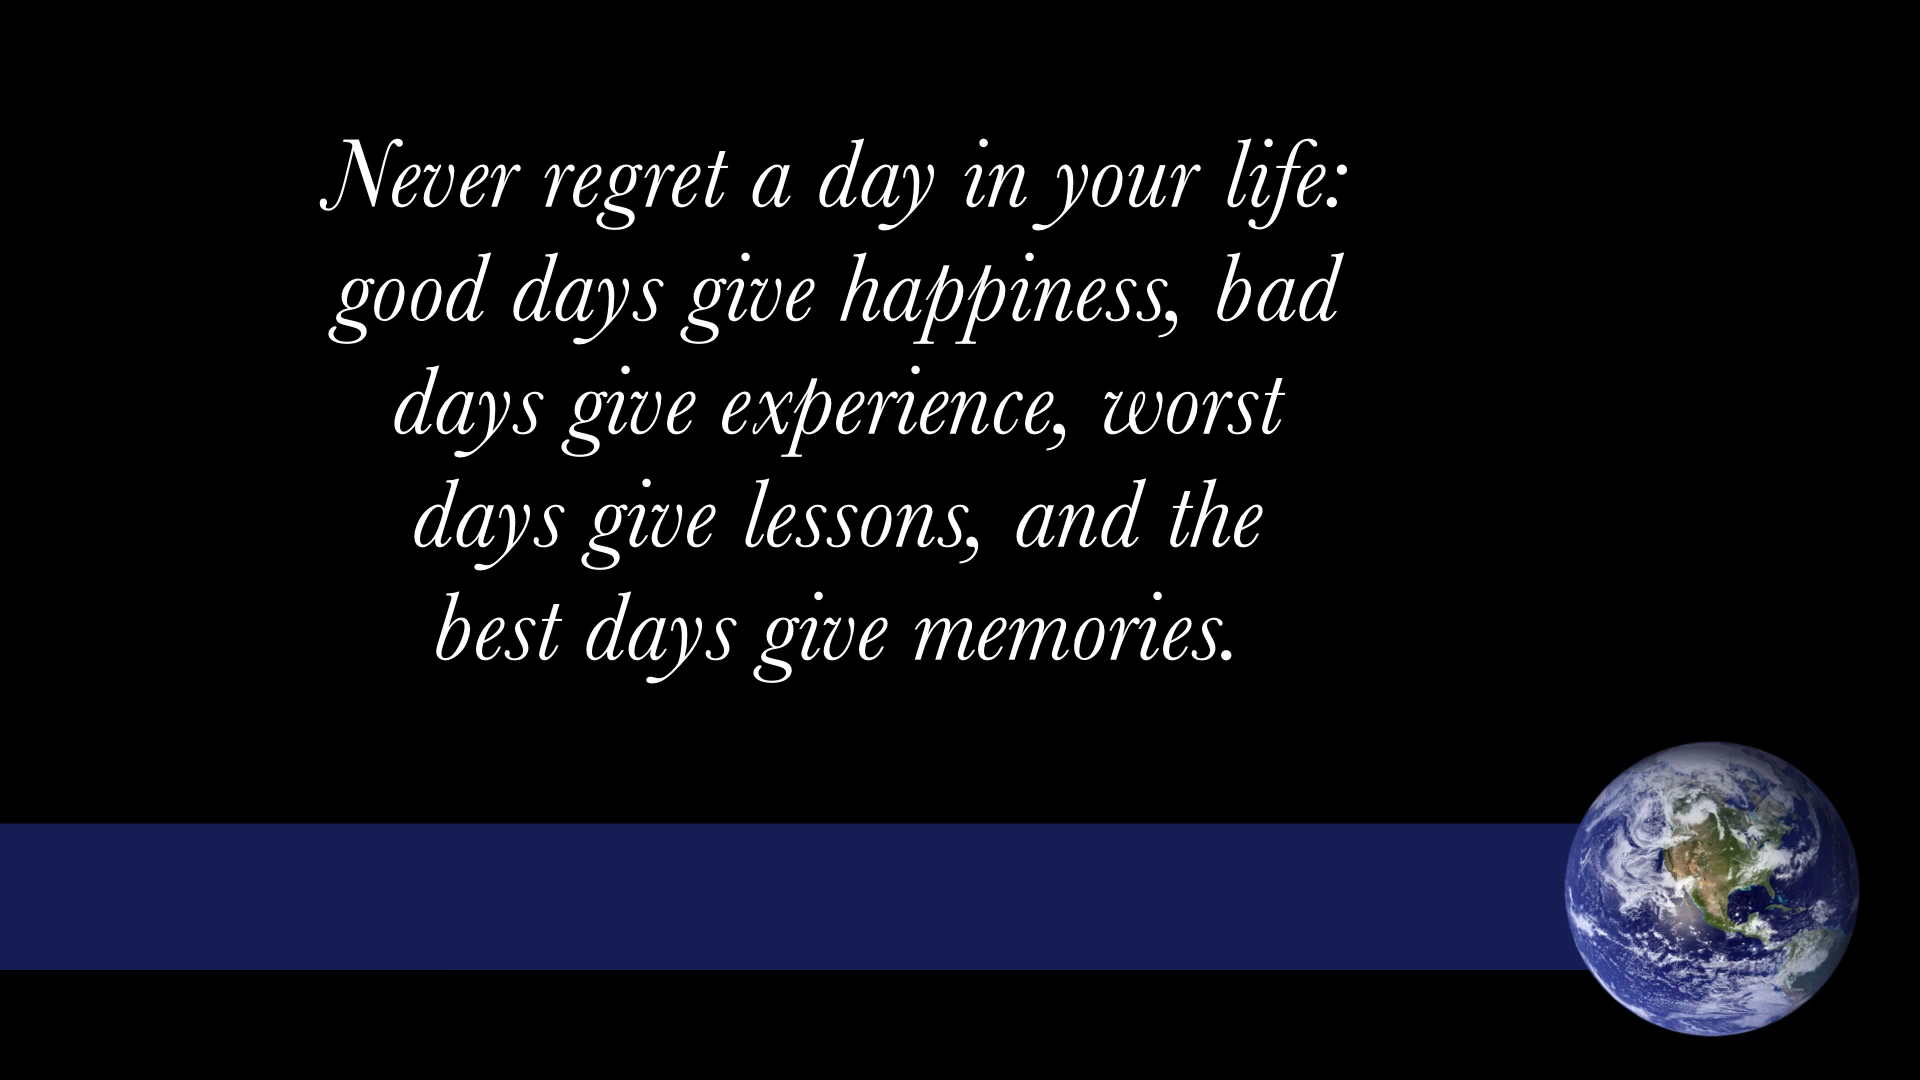 Never regret a day in your life:
good days give happiness, bad
days give experience, worst
days give lessons, and the
best days give memories.